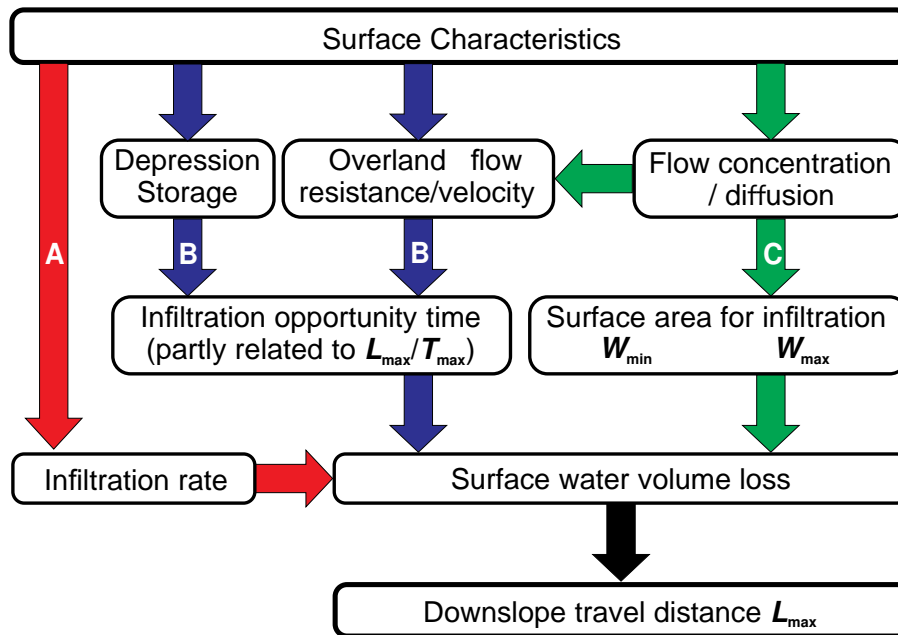 Surface Characteristics
Depression
Storage
Overland flow
resistance/velocity
Flow concentration
/ diffusion
A
B
B
C
Infiltration opportunity time
(partly related to Lmax/Tmax)
Surface area for infiltration
Wmin Wmax
Infiltration rate
Surface water volume loss
Downslope travel distance Lmax